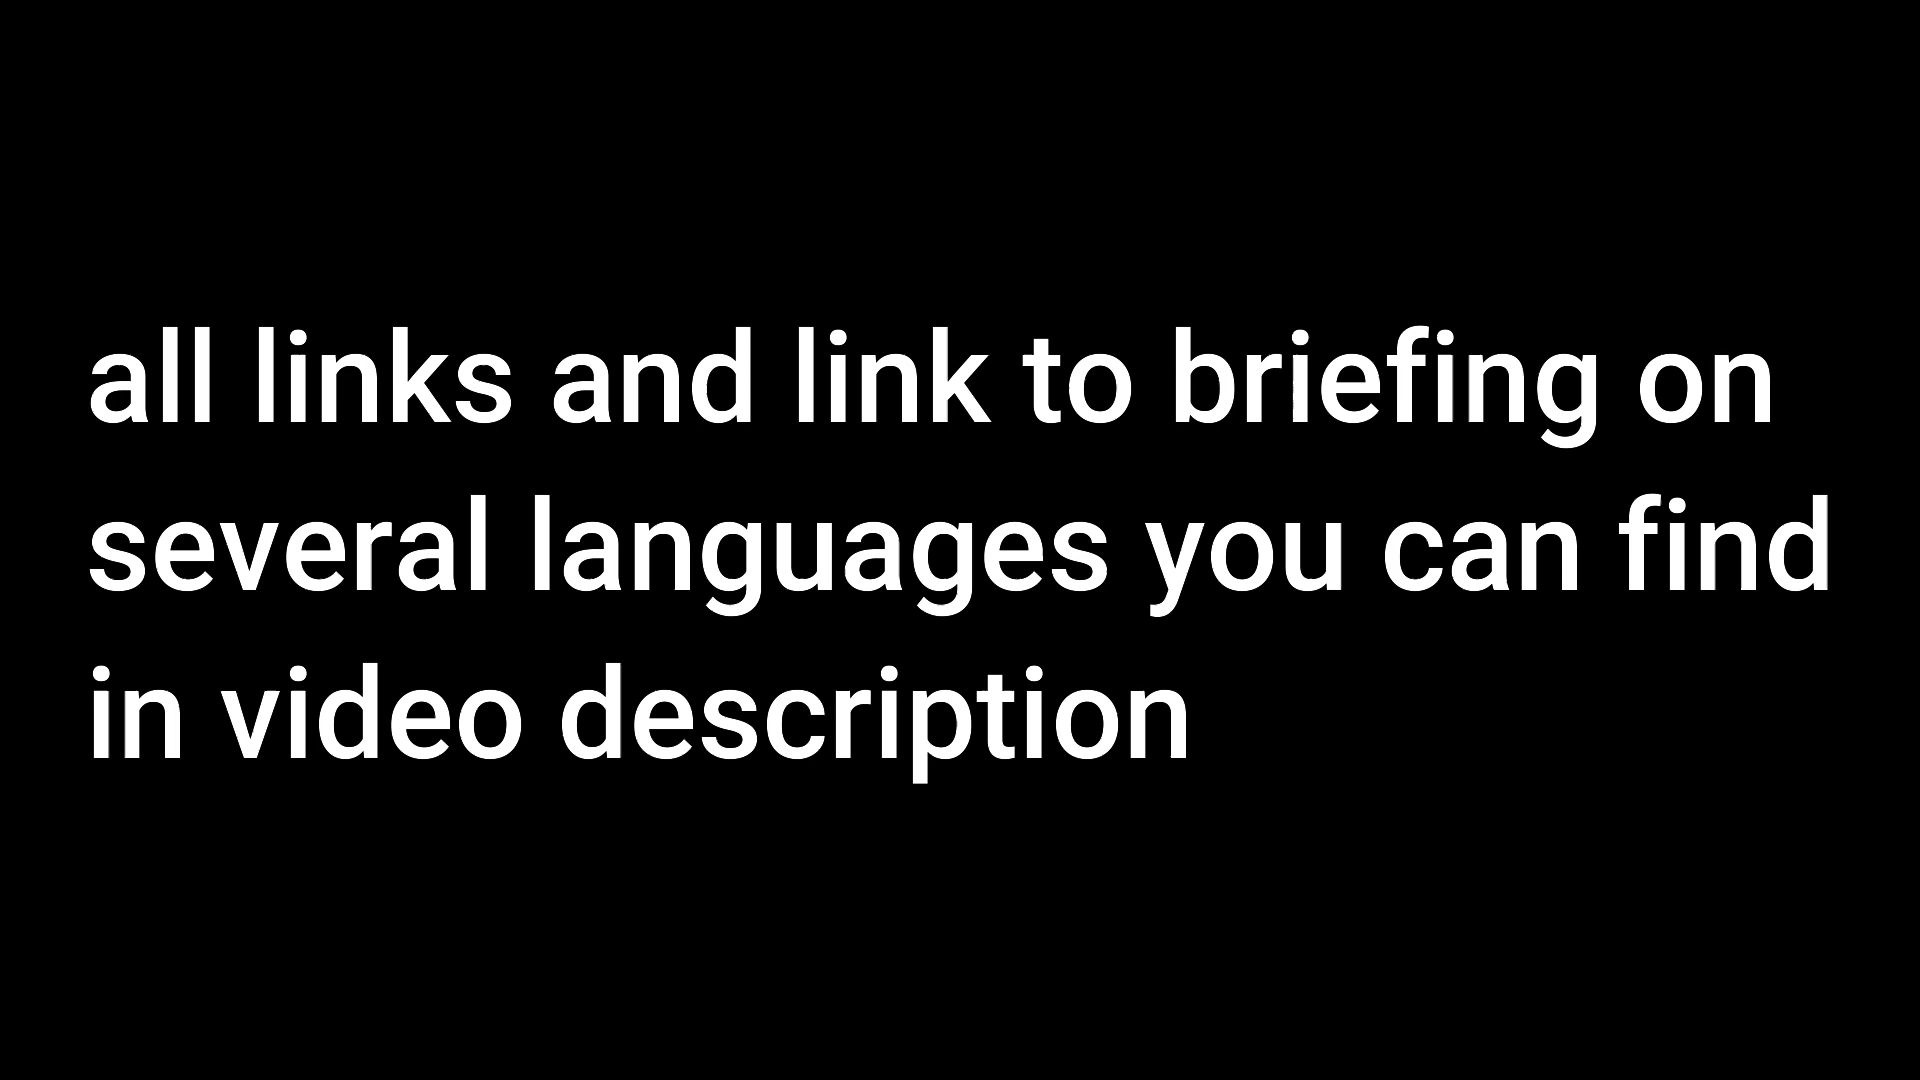 all links and link to briefing on
several languages you can find
in video description